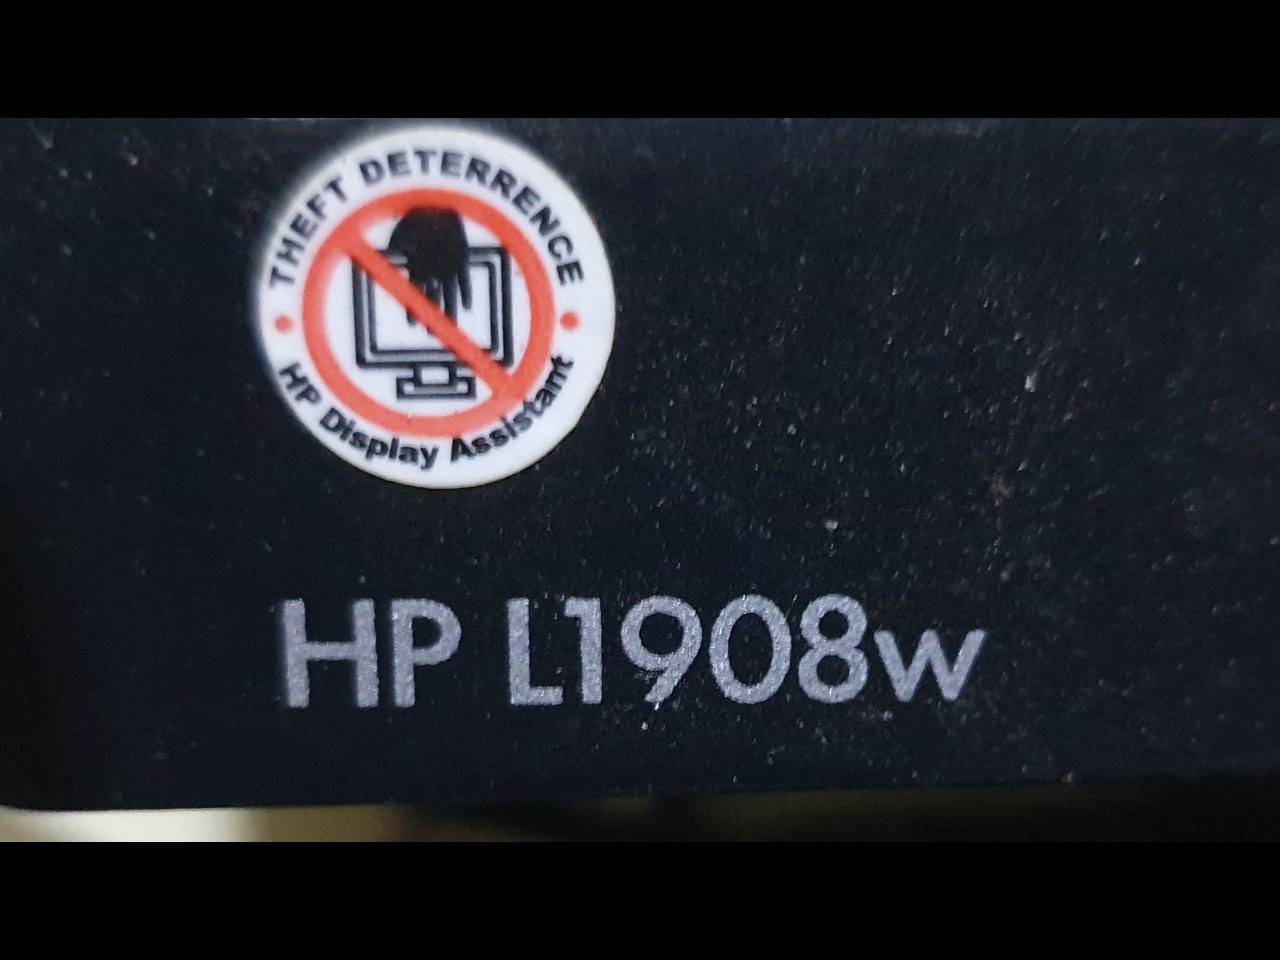 THEFT DETERRENCE
HP Display Assistant
HP L1908w